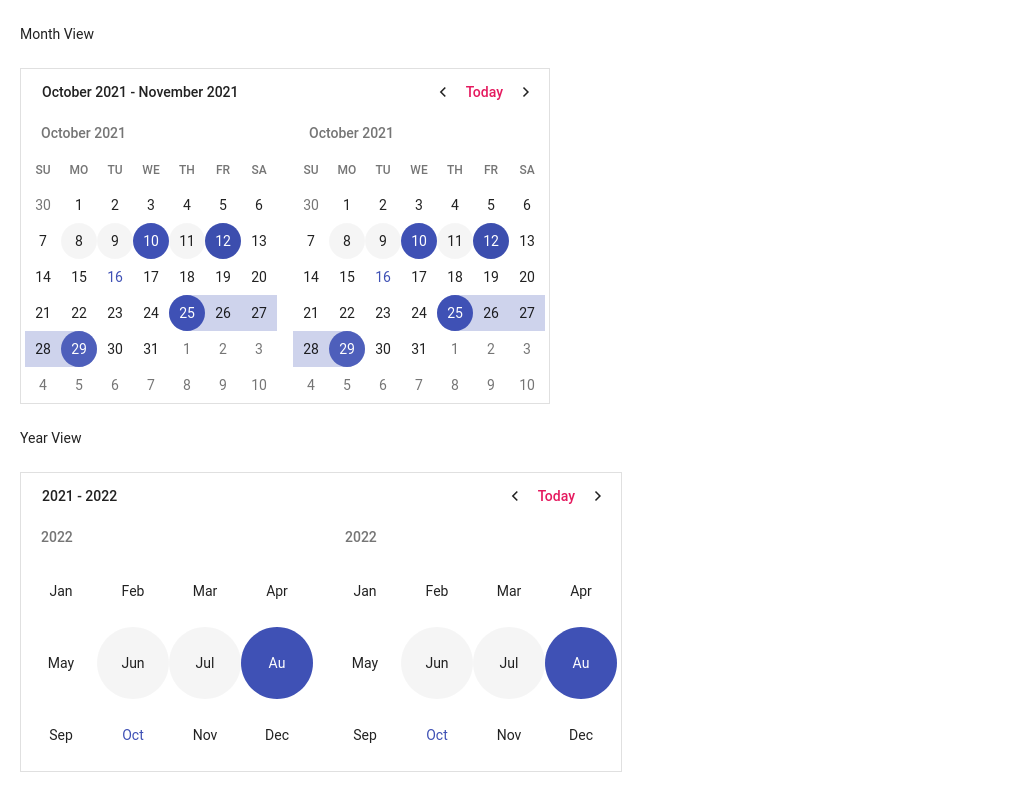 Month View
October 2021 - November 2021 Today
October 2021 October 2021
SU MO TU WE TH FR SA SU MO TU WE TH FR SA
30 1 2 3 4 5 6 30 1 2 3 4 5 6
7 8 9 10 11 12 13 7 8 9 10 11 12 13
14 15 16 17 18 19 20 14 15 16 17 18 19 20
21 22 23 24 25 26 27 21 22 23 24 25 26 27
28 29 30 31 1 2 3 28 29 30 31 1 2 3
4 5 6 7 8 9 10 4 5 6 7 8 9 10
Year View
2021 - 2022 Today
2022 2022
Jan Feb Mar Apr Jan Feb Mar Apr
May Jun Jul Au May Jun Jul Au
Sep Oct Nov Dec Sep Oct Nov Dec